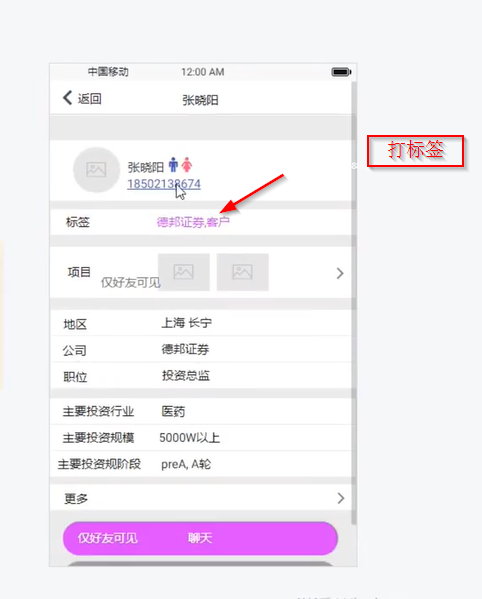 中国移动 12:00 AM
返回 张晓阳
打标签
张晓阳
标签 德邦证券,客户
项目 仅好友可见
地区 上海 长宁
公司 德邦证券
职位 投资总监
主要投资行业 医药
主要投资规模 5000W以上
主要投资规阶段 preA, A轮
更多
仅好友可见 聊天